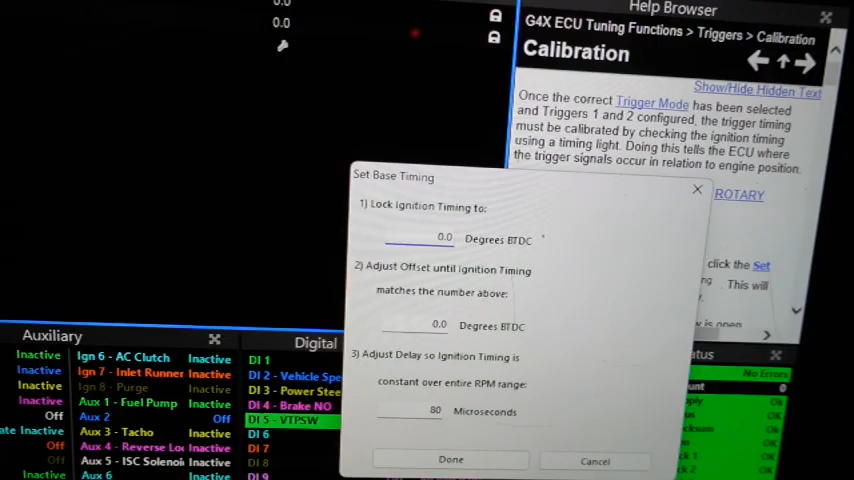 0.0
0.0
Help Browser
G4X ECU Tuning Functions > Triggers > Calibration
Calibration
Show/Hide Hidden Text
Once the correct Trigger Mode has been selected
and Triggers 1 and 2 configured, the trigger timing
must be calibrated by checking the ignition timing
using a timing light. Doing this tells the ECU where
the trigger signals occur in relation to engine position.
ROTARY
click the Set
. This will
is open
Set Base Timing
1) Lock Ignition Timing to:
0.0 Degrees BTDC
2) Adjust Offset until Ignition Timing
matches the number above:
0.0 Degrees BTDC
3) Adjust Delay so Ignition Timing is
constant over entire RPM range:
80 Microseconds
Done
Cancel
Auxiliary
Inactive Ign 6 - AC Clutch Inactive
Inactive Ign 7 - Inlet Runner Inactive
Inactive Ign 8 - Purge Inactive
Inactive Aux 1 - Fuel Pump Inactive
Off Aux 2 Off
Inactive Aux 3 - Tacho Inactive
Off Aux 4 - Reverse Inactive
Off Aux 5 - ISC Solenoi Inactive
Inactive Aux 6
Digital
DI 1
DI 2 - Vehicle Spe
DI 3 - Power Stee
DI 4 - Brake NO
DI 5 - VTPSW
DI 6
DI 7
DI 8
DI 9
No Errors
0
OK
OK
OK
OK
OK